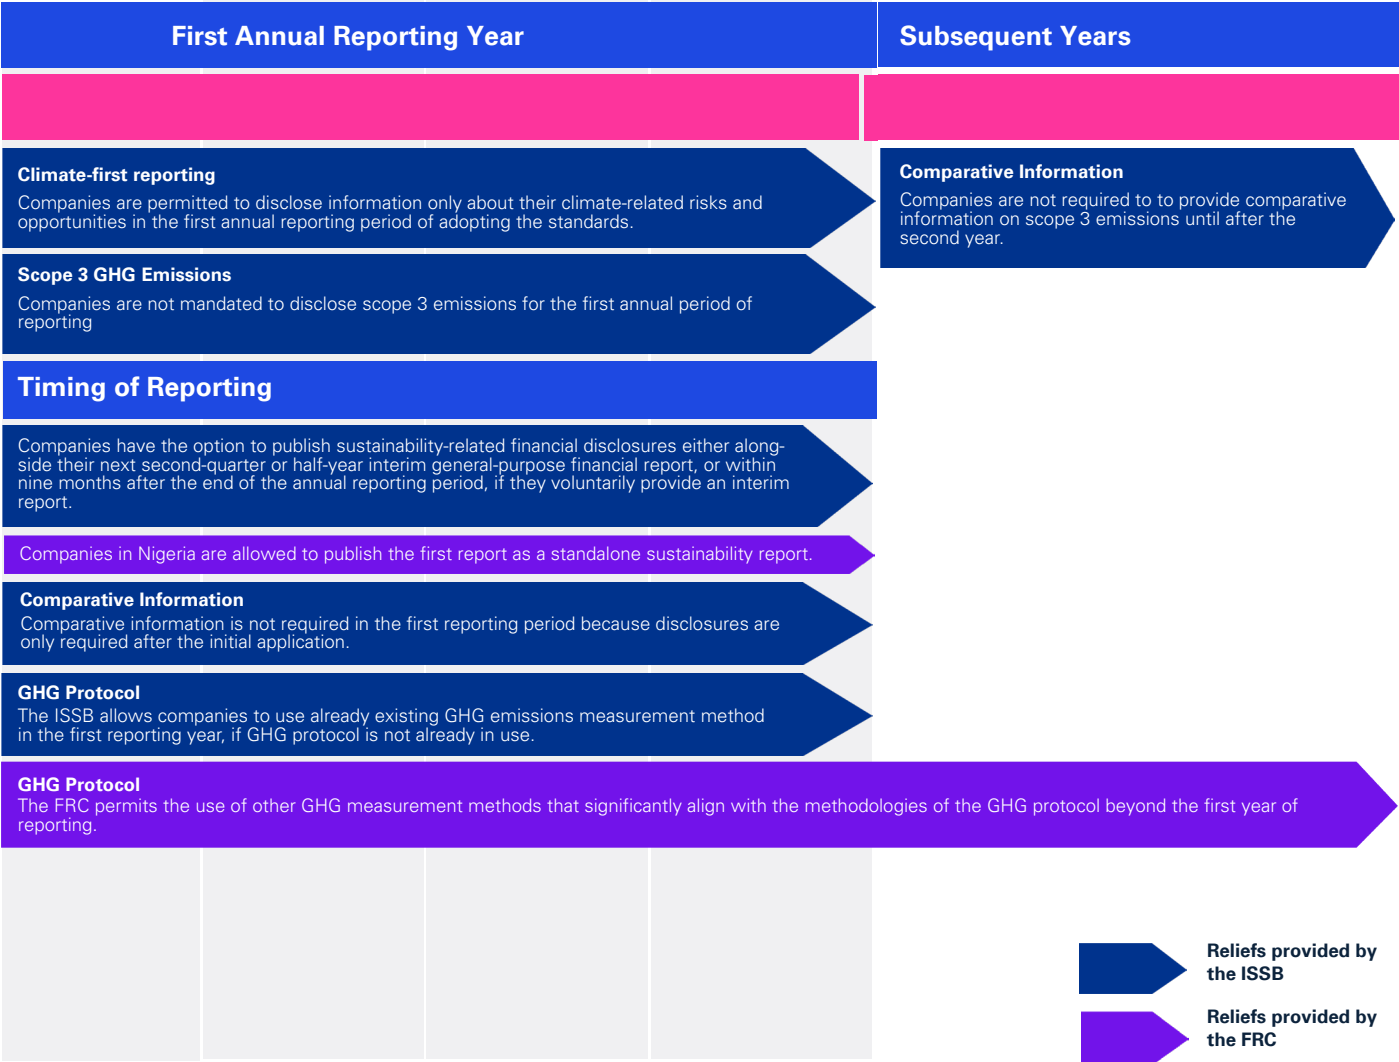 First Annual Reporting Year
Subsequent Years
Climate-first reporting
Companies are permitted to disclose information only about their climate-related risks and
opportunities in the first annual reporting period of adopting the standards.
Comparative Information
Companies are not required to to provide comparative
information on scope 3 emissions until after the
second year.
Scope 3 GHG Emissions
Companies are not mandated to disclose scope 3 emissions for the first annual period of
reporting
Timing of Reporting
Companies have the option to publish sustainability-related financial disclosures either along-
side their next second-quarter or half-year interim general-purpose financial report, or within
nine months after the end of the annual reporting period, if they voluntarily provide an interim
report.
Companies in Nigeria are allowed to publish the first report as a standalone sustainability report.
Comparative Information
Comparative information is not required in the first reporting period because disclosures are
only required after the initial application.
GHG Protocol
The ISSB allows companies to use already existing GHG emissions measurement method
in the first reporting year, if GHG protocol is not already in use.
GHG Protocol
The FRC permits the use of other GHG measurement methods that significantly align with the methodologies of the GHG protocol beyond the first year of
reporting.
Reliefs provided by
the ISSB
Reliefs provided by
the FRC